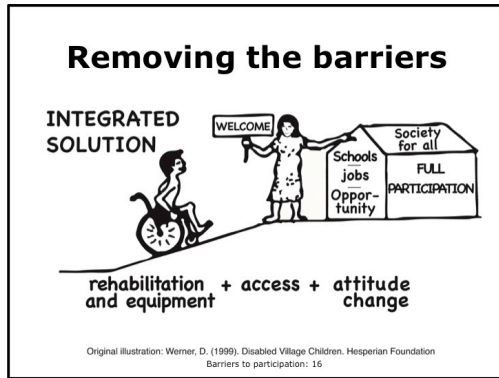 Removing the barriers
INTEGRATED
SOLUTION
WELCOME
Society
for all
Schools
jobs
Oppor-
tunity
FULL
PARTICIPATION
rehabilitation + access + attitude
and equipment change
Original illustration: Werner, D. (1999). Disabled Village Children. Hesperian Foundation
Barriers to participation: 16